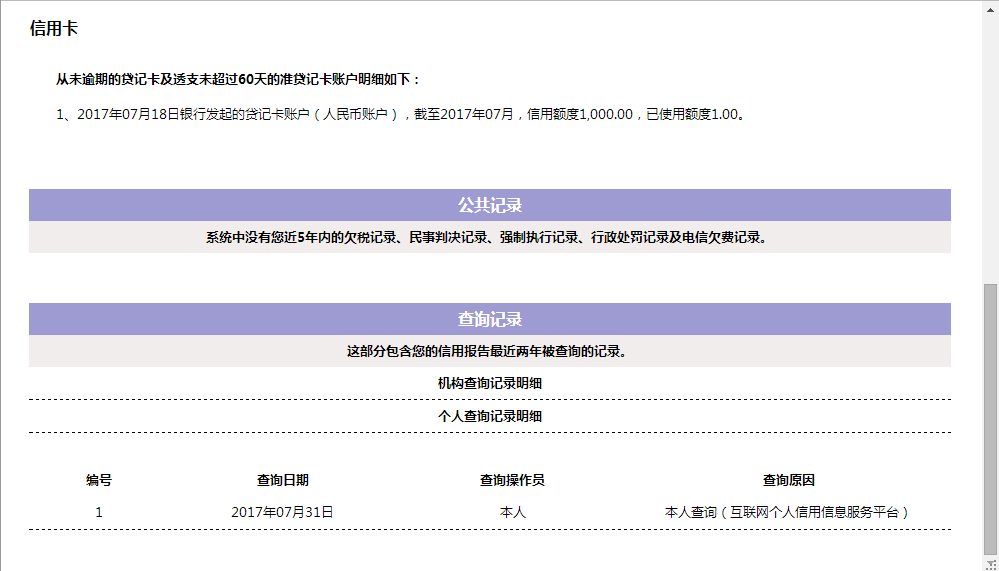 信用卡
从未逾期的贷记卡及透支未超过60天的准贷记卡账户明细如下：
1、2017年07月18日银行发起的贷记卡账户（人民币账户），截至2017年07月，信用额度1,000.00，已使用额度1.00。
公共记录
系统中没有您近5年内的欠税记录、民事判决记录、强制执行记录、行政处罚记录及电信欠费记录。
查询记录
这部分包含您的信用报告最近两年被查询的记录。
机构查询记录明细
个人查询记录明细
编号 查询日期 查询操作员 查询原因
1 2017年07月31日 本人 本人查询（互联网个人信用信息服务平台）